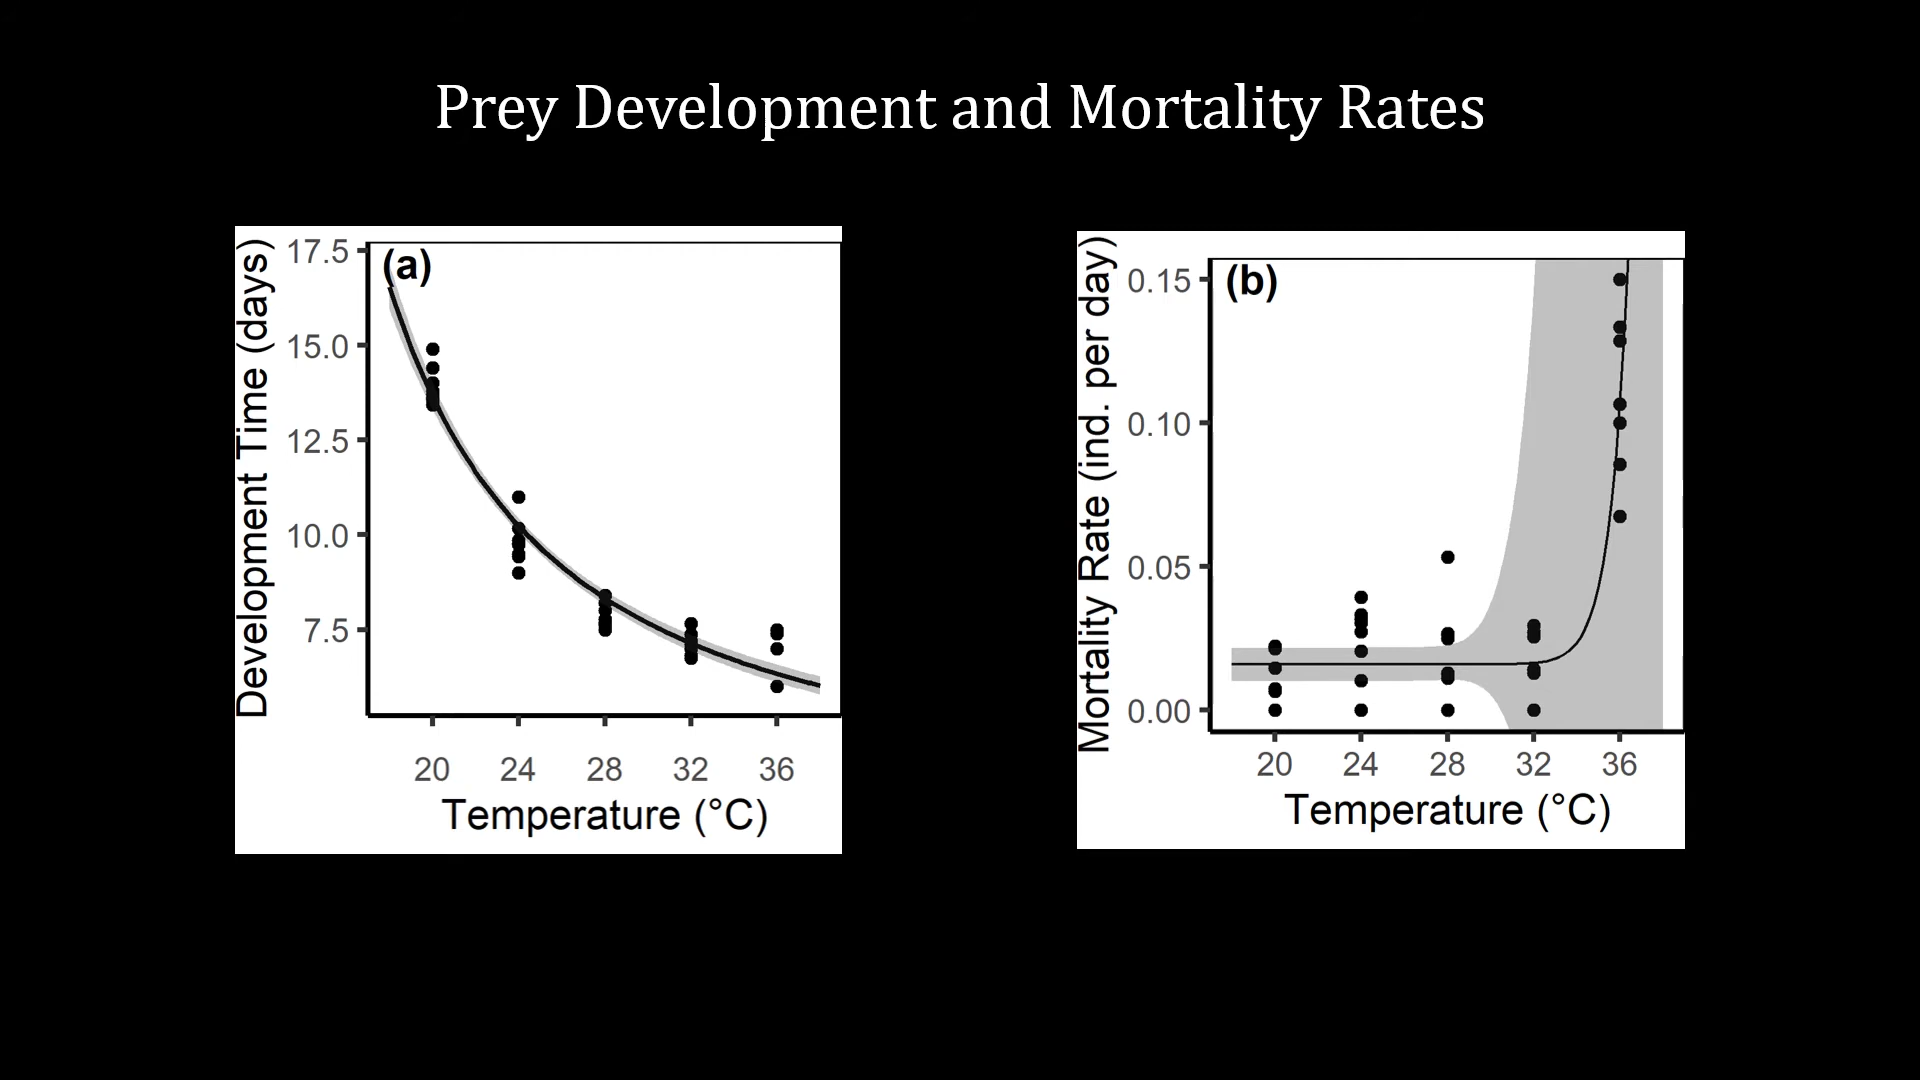 Prey Development and Mortality Rates
(a)
Development Time (days)
17.5
15.0
12.5
10.0
7.5
20 24 28 32 36
Temperature (°C)
(b)
Mortality Rate (ind. per day)
0.15
0.10
0.05
0.00
20 24 28 32 36
Temperature (°C)